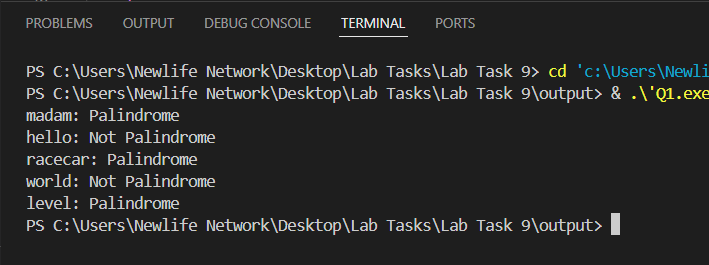 PROBLEMS OUTPUT DEBUG CONSOLE TERMINAL PORTS
PS C:\Users\Newlife Network\Desktop\Lab Tasks\Lab Task 9> cd 'c:\Users\Newli
PS C:\Users\Newlife Network\Desktop\Lab Tasks\Lab Task 9\output> & .\'Q1.exe
madam: Palindrome
hello: Not Palindrome
racecar: Palindrome
world: Not Palindrome
level: Palindrome
PS C:\Users\Newlife Network\Desktop\Lab Tasks\Lab Task 9\output>